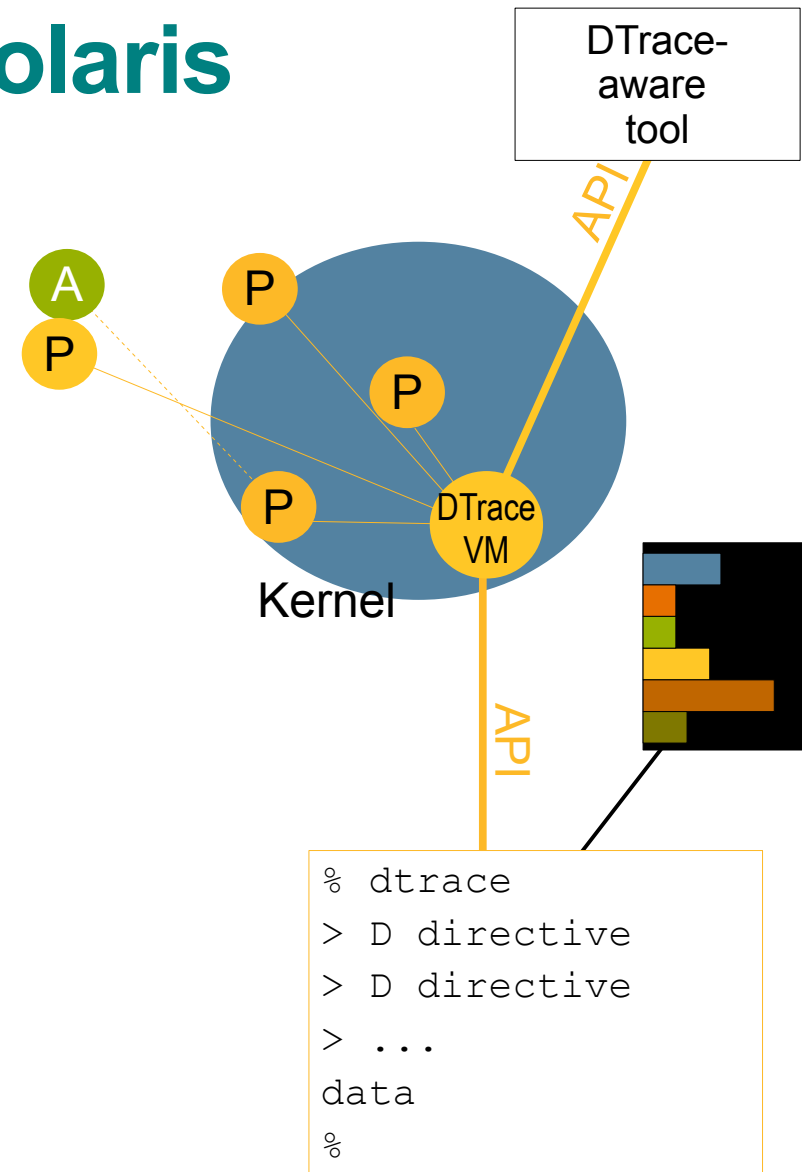 olaris
DTrace-
aware
tool
API
A
P
P
P
P
DTrace
VM
Kernel
API
% dtrace
> D directive
> D directive
> ...
data
%